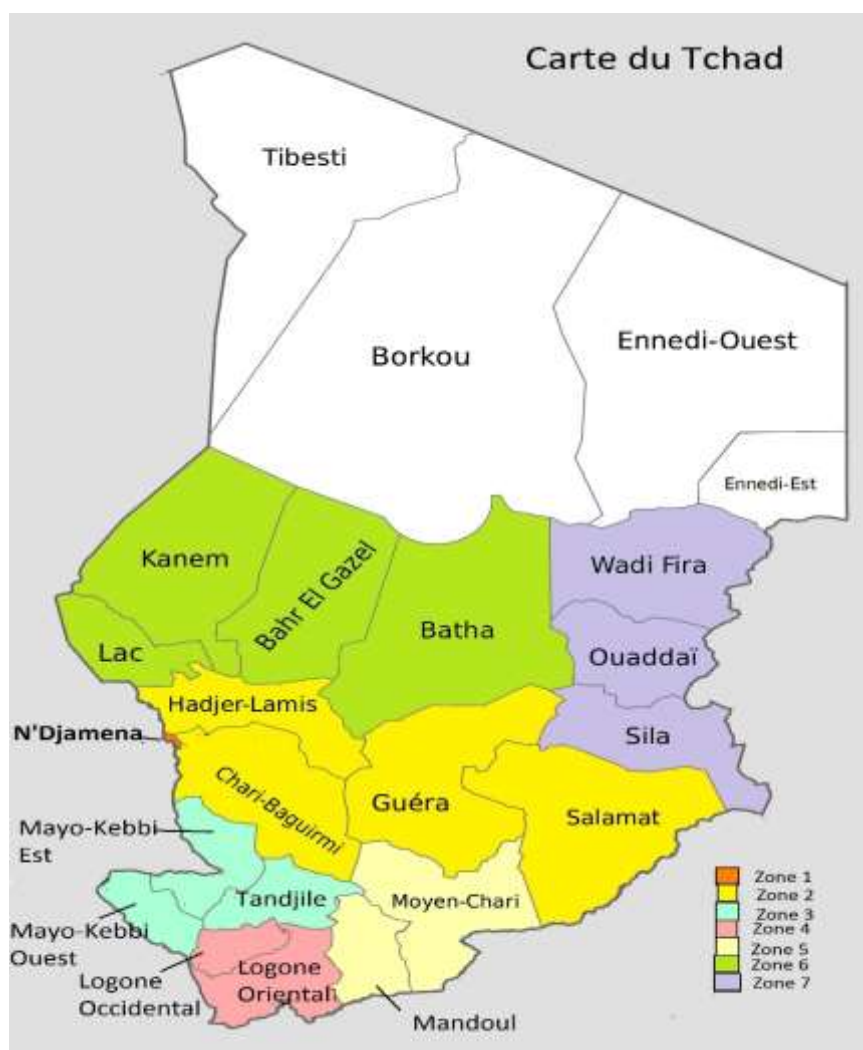 Carte du Tchad
Tibesti
Borkou
Ennedi-Ouest
Ennedi-Est
Kanem
Bahr El Gazel
Batha
Wadi Fira
Lac
Ouaddaï
Hadjer-Lamis
N'Djamena
Sila
Chari-Baguirmi
Guéra
Salamat
Mayo-Kebbi
Est
Tandjile
Moyen-Chari
Mayo-Kebbi
Ouest
Logone
Occidental
Logone
Oriental
Mandoul
Zone 1
Zone 2
Zone 3
Zone 4
Zone 5
Zone 6
Zone 7